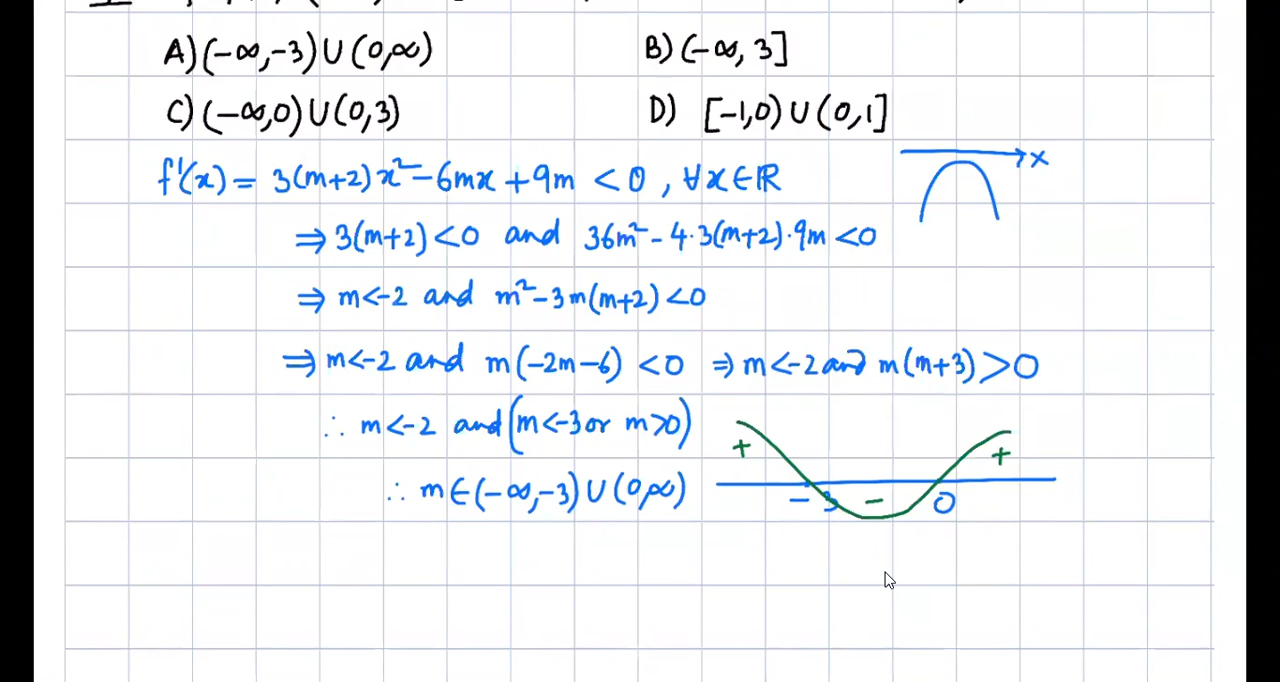 A) (-∞,-3) ∪ (0,∞)
B) (-∞, 3]
C) (-∞,0) ∪ (0,3)
D) [-1,0) ∪ (0,1]
f'(x) = 3(m+2)x² - 6mx + 9m < 0 , ∀x∈ℝ
x
⇒ 3(m+2) < 0 and 36m² - 4·3(m+2)·9m < 0
⇒ m<-2 and m² - 3m(m+2) < 0
⇒ m<-2 and m(-2m-6) < 0 ⇒ m<-2 and m(m+3) > 0
∴ m<-2 and (m<-3 or m>0)
+ +
∴ m∈(-∞,-3) ∪ (0,∞)
-3 - 0